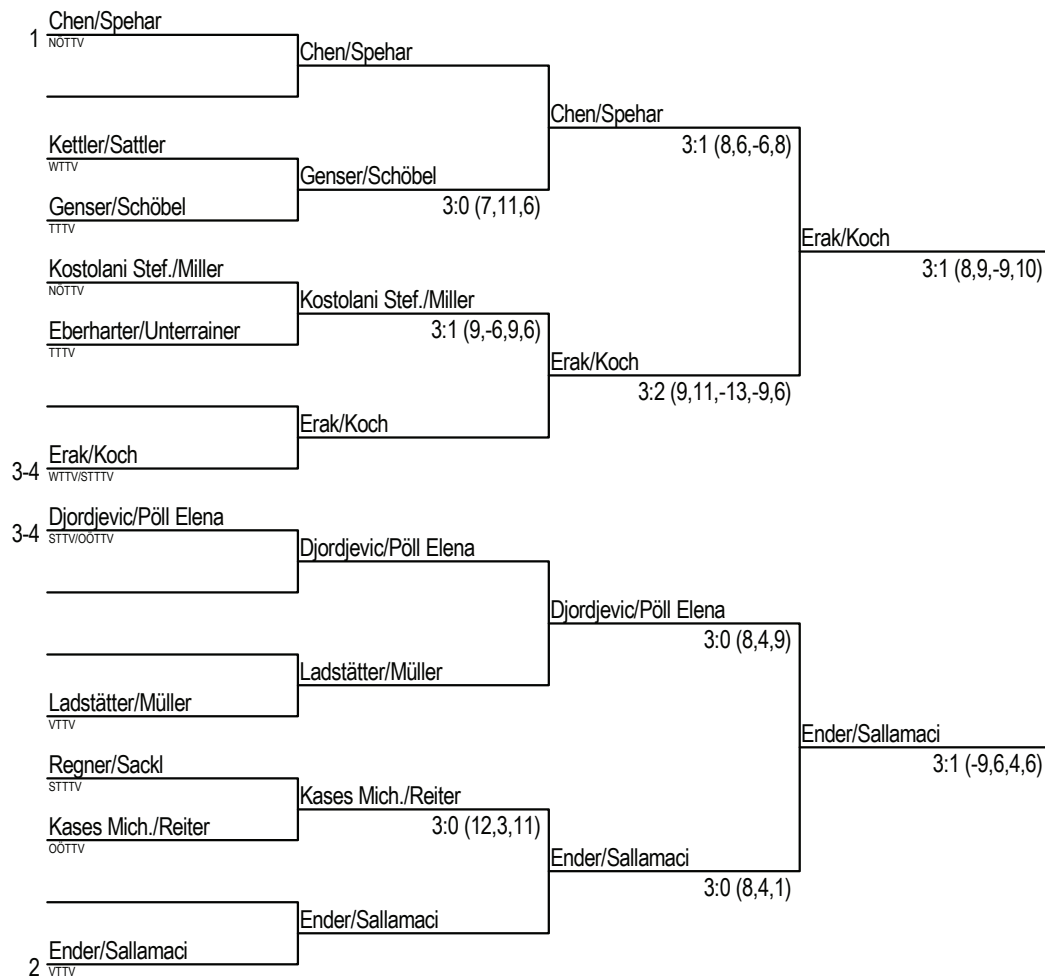 Chen/Spehar
1
NÖTTV
Chen/Spehar
Chen/Spehar
3:1 (8,6,-6,8)
Kettler/Sattler
WTTV
Genser/Schöbel
3:0 (7,11,6)
Genser/Schöbel
TTTV
Erak/Koch
3:1 (8,9,-9,10)
Kostolani Stef./Miller
NÖTTV
Kostolani Stef./Miller
3:1 (9,-6,9,6)
Eberharter/Unterrainer
TTTV
Erak/Koch
3:2 (9,11,-13,-9,6)
Erak/Koch
Erak/Koch
3-4
WTTV/STTTV
Djordjevic/Pöll Elena
3-4
STTV/OÖTTV
Djordjevic/Pöll Elena
Djordjevic/Pöll Elena
3:0 (8,4,9)
Ladstätter/Müller
Ladstätter/Müller
VTTV
Ender/Sallamaci
3:1 (-9,6,4,6)
Regner/Sackl
STTTV
Kases Mich./Reiter
3:0 (12,3,11)
Kases Mich./Reiter
OÖTTV
Ender/Sallamaci
3:0 (8,4,1)
Ender/Sallamaci
Ender/Sallamaci
2
VTTV